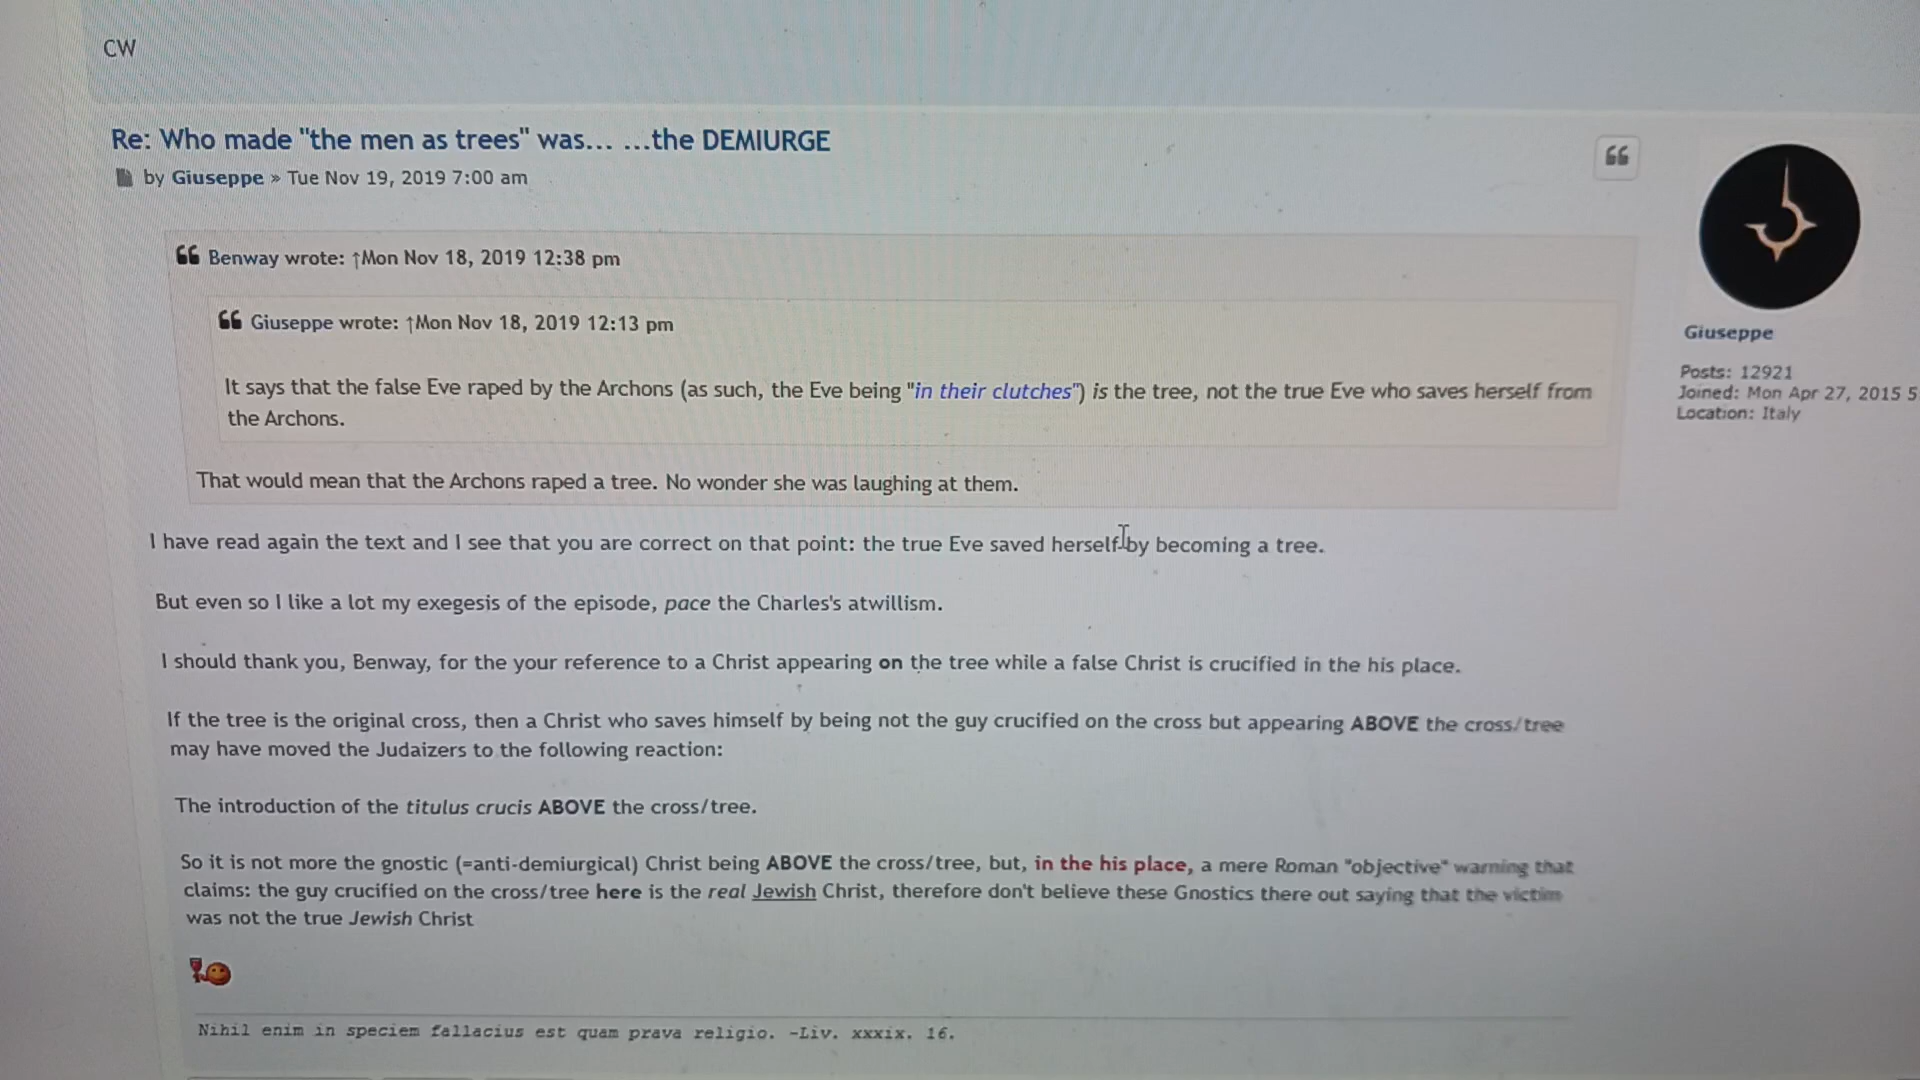 CW
Re: Who made "the men as trees" was... ...the DEMIURGE
by Giuseppe » Tue Nov 19, 2019 7:00 am
Benway wrote: ↑Mon Nov 18, 2019 12:38 pm
Giuseppe wrote: ↑Mon Nov 18, 2019 12:13 pm
It says that the false Eve raped by the Archons (as such, the Eve being "in their clutches") is the tree, not the true Eve who saves herself from
the Archons.
That would mean that the Archons raped a tree. No wonder she was laughing at them.
I have read again the text and I see that you are correct on that point: the true Eve saved herself by becoming a tree.
But even so I like a lot my exegesis of the episode, pace the Charles's atwillism.
I should thank you, Benway, for the your reference to a Christ appearing on the tree while a false Christ is crucified in the his place.
If the tree is the original cross, then a Christ who saves himself by being not the guy crucified on the cross but appearing ABOVE the cross/tree
may have moved the Judaizers to the following reaction:
The introduction of the titulus crucis ABOVE the cross/tree.
So it is not more the gnostic (=anti-demiurgical) Christ being ABOVE the cross/tree, but, in the his place, a mere Roman "objective" warning that
claims: the guy crucified on the cross/tree here is the real Jewish Christ, therefore don't believe these Gnostics there out saying that the victim
was not the true Jewish Christ
Nihil enim in speciem fallacius est quam prava religio. -Liv. xxxix. 16.
Giuseppe
Posts: 12921
Joined: Mon Apr 27, 2015 5
Location: Italy